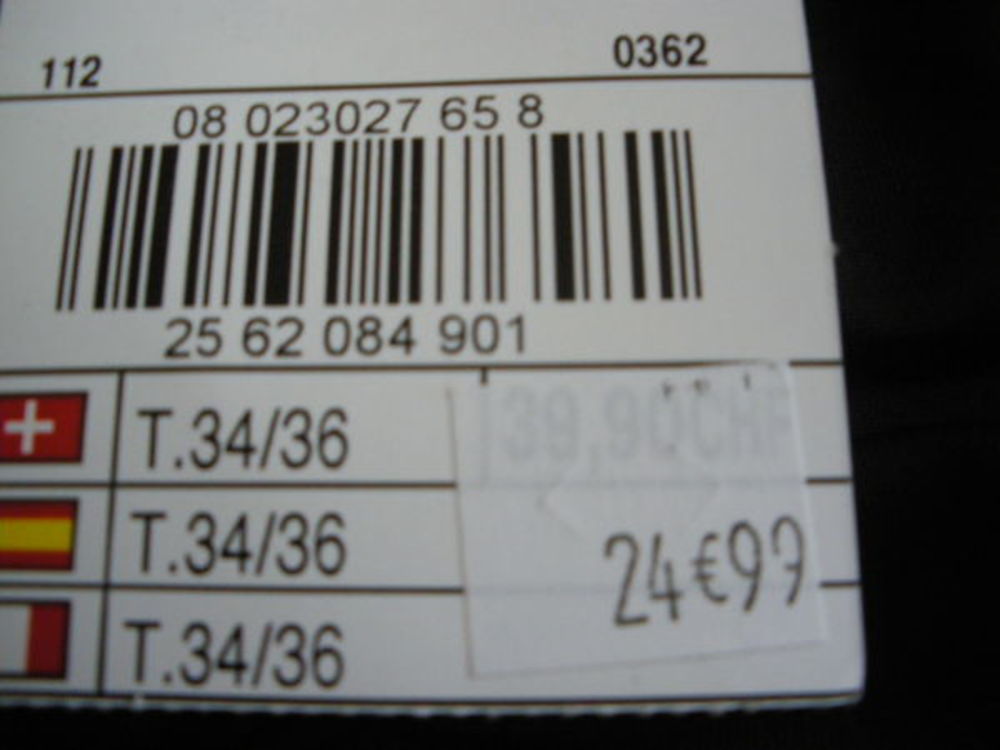 112 0362
08 023027 65 8
25 62 084 901
T.34/36 39,90CHF
T.34/36 24€99
T.34/36